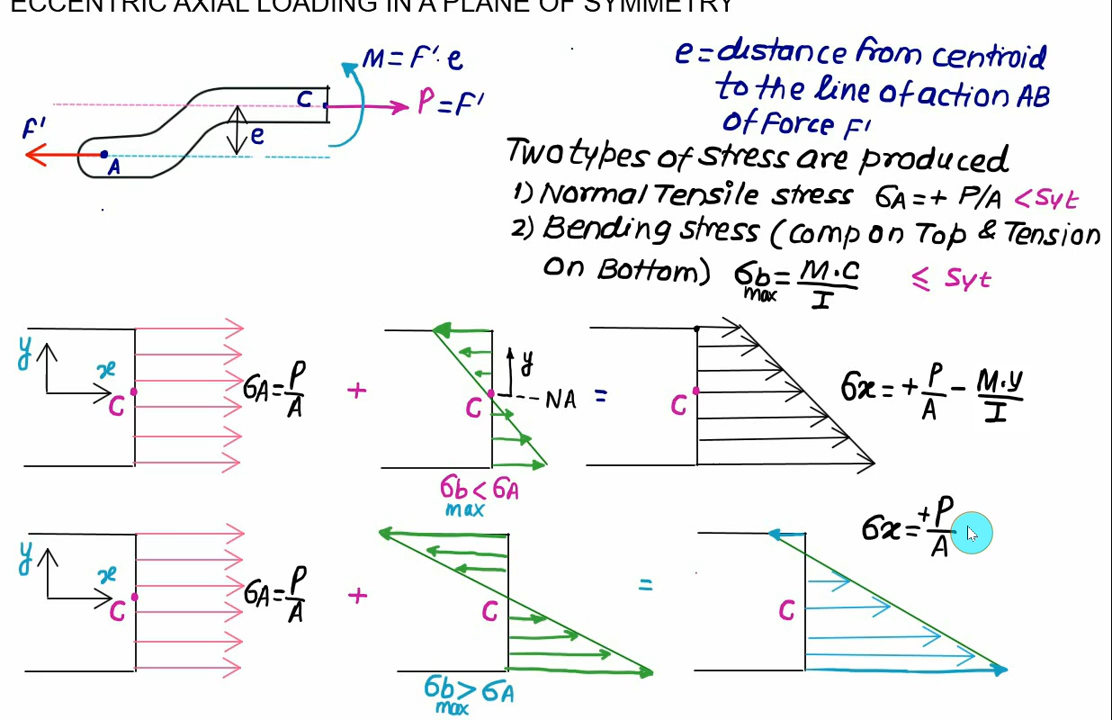 ECCENTRIC AXIAL LOADING IN A PLANE OF SYMMETRY
M = F'· e
C
P = F'
F'
e
A
e = distance from centroid
to the line of action AB
of Force F'
Two types of stress are produced
1) Normal Tensile stress σA = + P/A < Syt
2) Bending stress (comp on Top & Tension
on Bottom) σb max = M·C / I ≤ Syt
y
x
C
σA = P/A
+
y
C
NA
=
C
σx = + P/A − M·y/I
σb max < σA
y
x
C
σA = P/A
+
C
=
C
σx = +P/A
σb max > σA